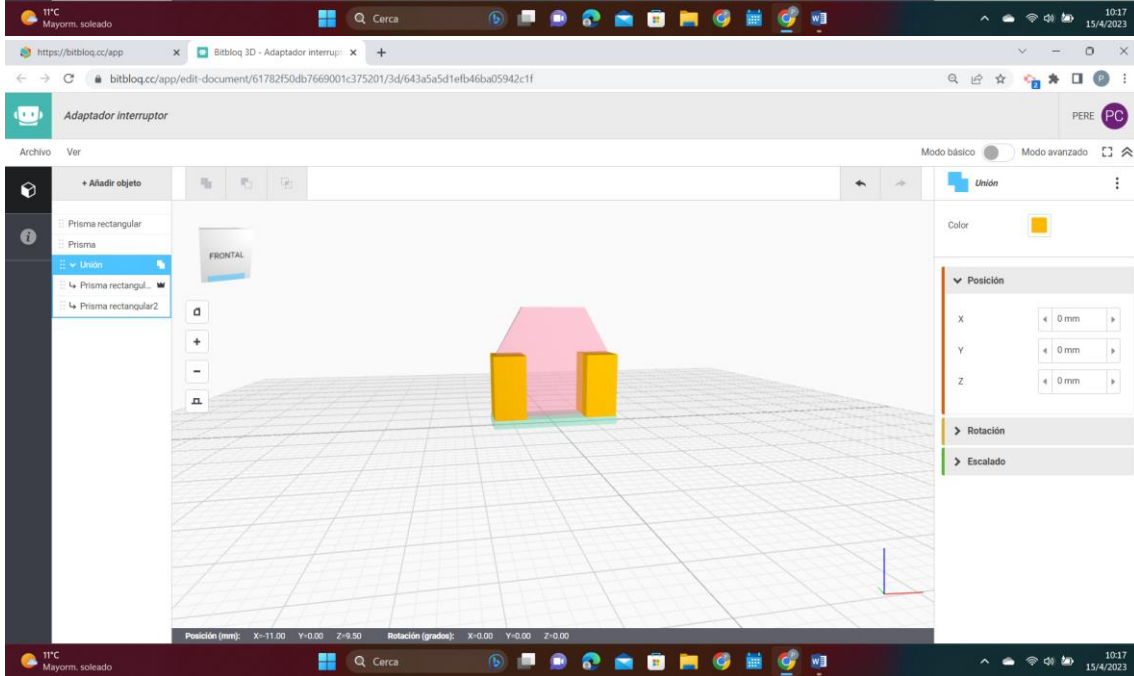 11°C
Mayorm. soleado
Cerca
10:17
15/4/2023
https://bitbloq.cc/app
Bitbloq 3D - Adaptador interrupt
bitbloq.cc/app/edit-document/61782f50db7669001c375201/3d/643a5a5d1efb46ba05942c1f
P
Adaptador interruptor
PERE
PC
Archivo
Ver
Modo básico
Modo avanzado
+ Añadir objeto
Unión
Prisma rectangular
Color
Prisma
Unión
FRONTAL
Prisma rectangul...
Posición
Prisma rectangular2
X
0 mm
Y
0 mm
Z
0 mm
Rotación
Escalado
Posición (mm): X=-11.00 Y=0.00 Z=9.50 Rotación (grados): X=0.00 Y=0.00 Z=0.00
11°C
Mayorm. soleado
Cerca
10:17
15/4/2023